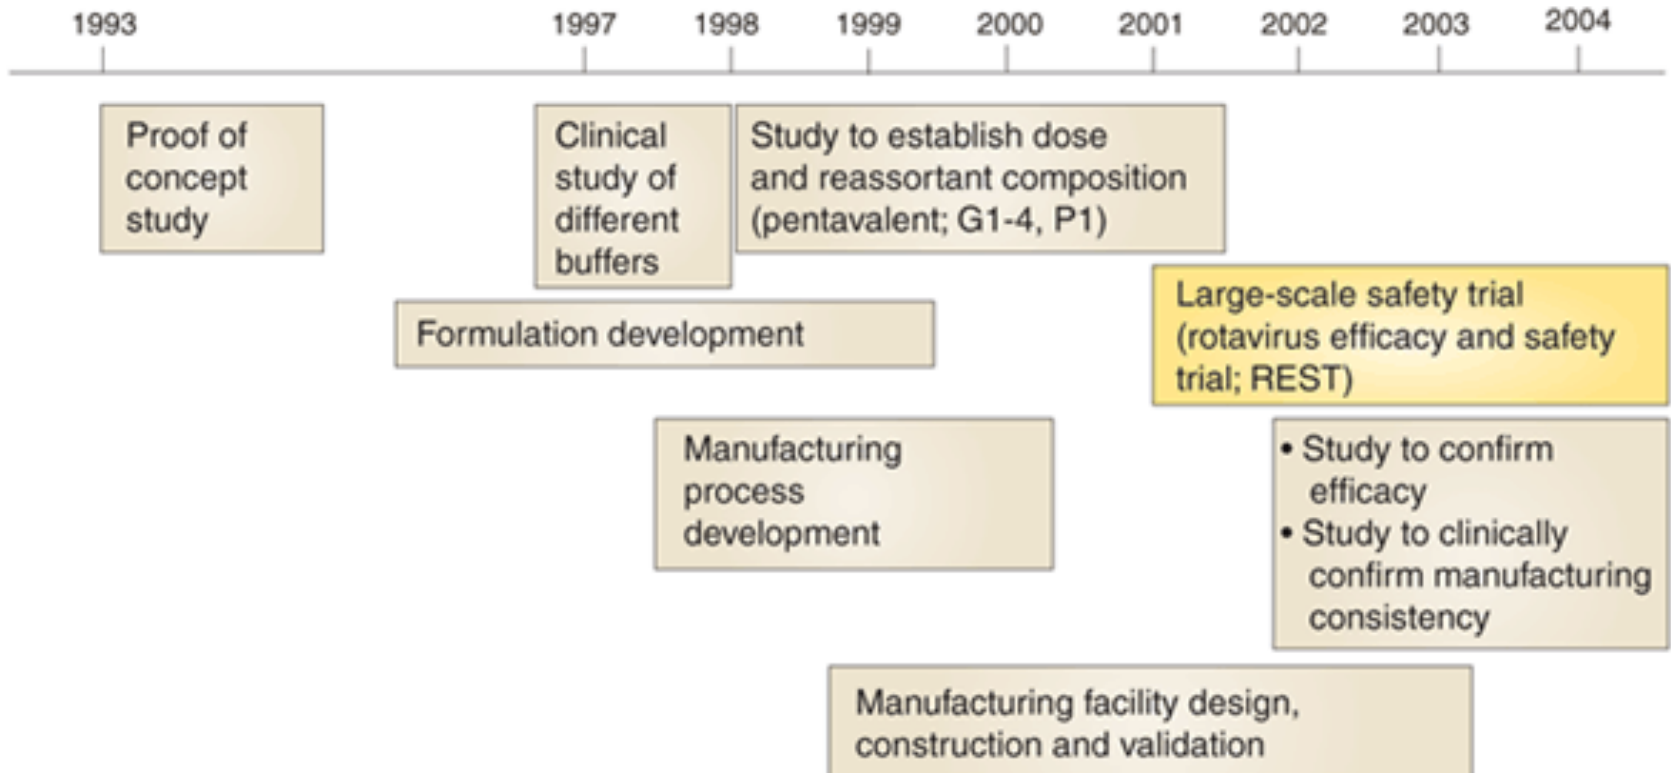 1993 1997 1998 1999 2000 2001 2002 2003 2004
Proof of
concept
study
Clinical
study of
different
buffers
Study to establish dose
and reassortant composition
(pentavalent; G1-4, P1)
Large-scale safety trial
(rotavirus efficacy and safety
trial; REST)
Formulation development
Manufacturing
process
development
• Study to confirm
efficacy
• Study to clinically
confirm manufacturing
consistency
Manufacturing facility design,
construction and validation